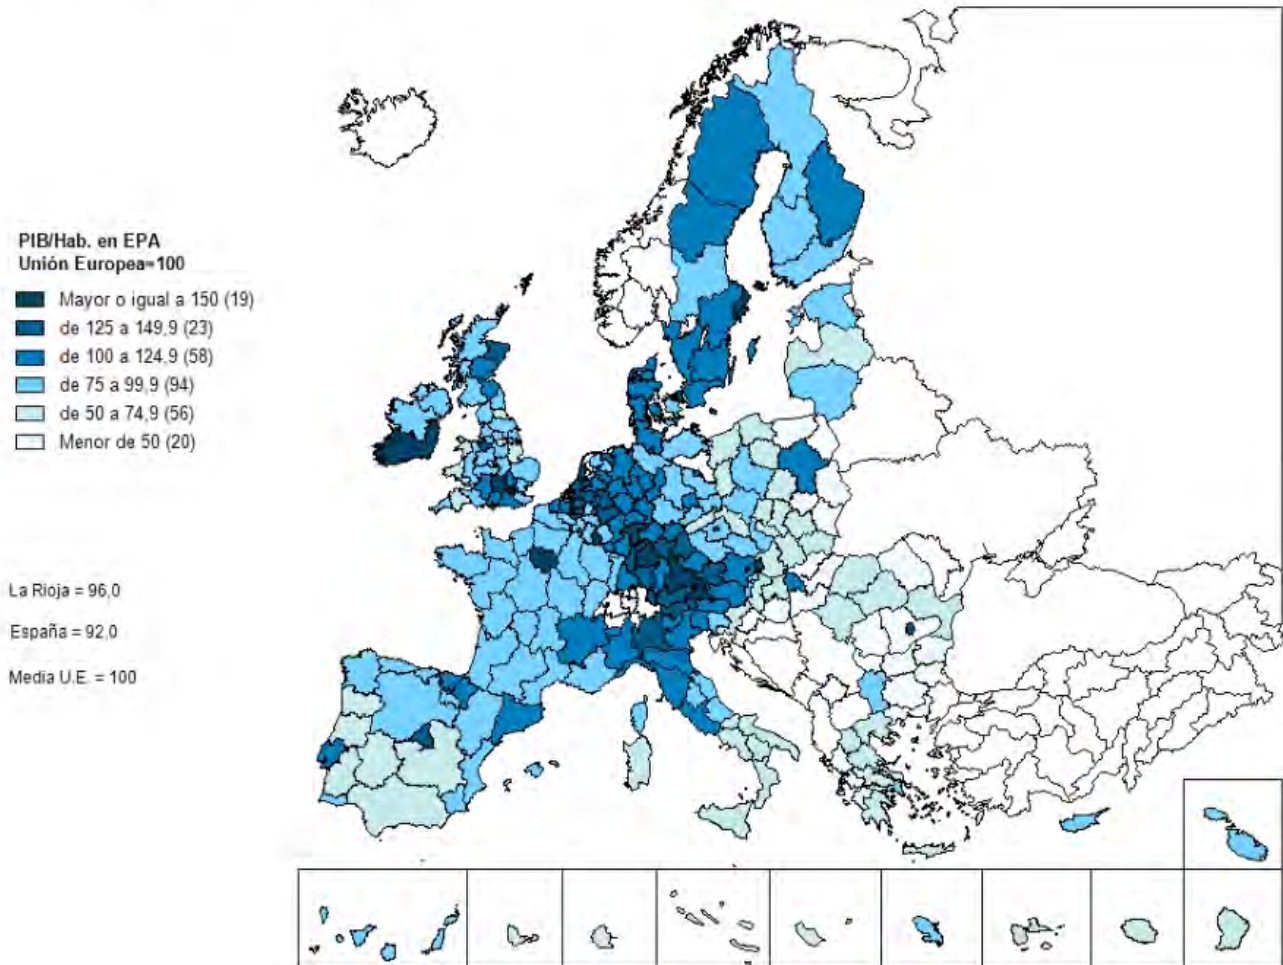 PIB/Hab. en EPA
Unión Europea=100
Mayor o igual a 150 (19)
de 125 a 149,9 (23)
de 100 a 124,9 (58)
de 75 a 99,9 (94)
de 50 a 74,9 (56)
Menor de 50 (20)
La Rioja = 96,0
España = 92,0
Media U.E. = 100